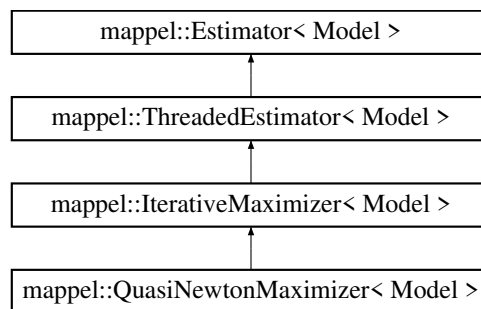 mappel::Estimator< Model >
mappel::ThreadedEstimator< Model >
mappel::IterativeMaximizer< Model >
mappel::QuasiNewtonMaximizer< Model >